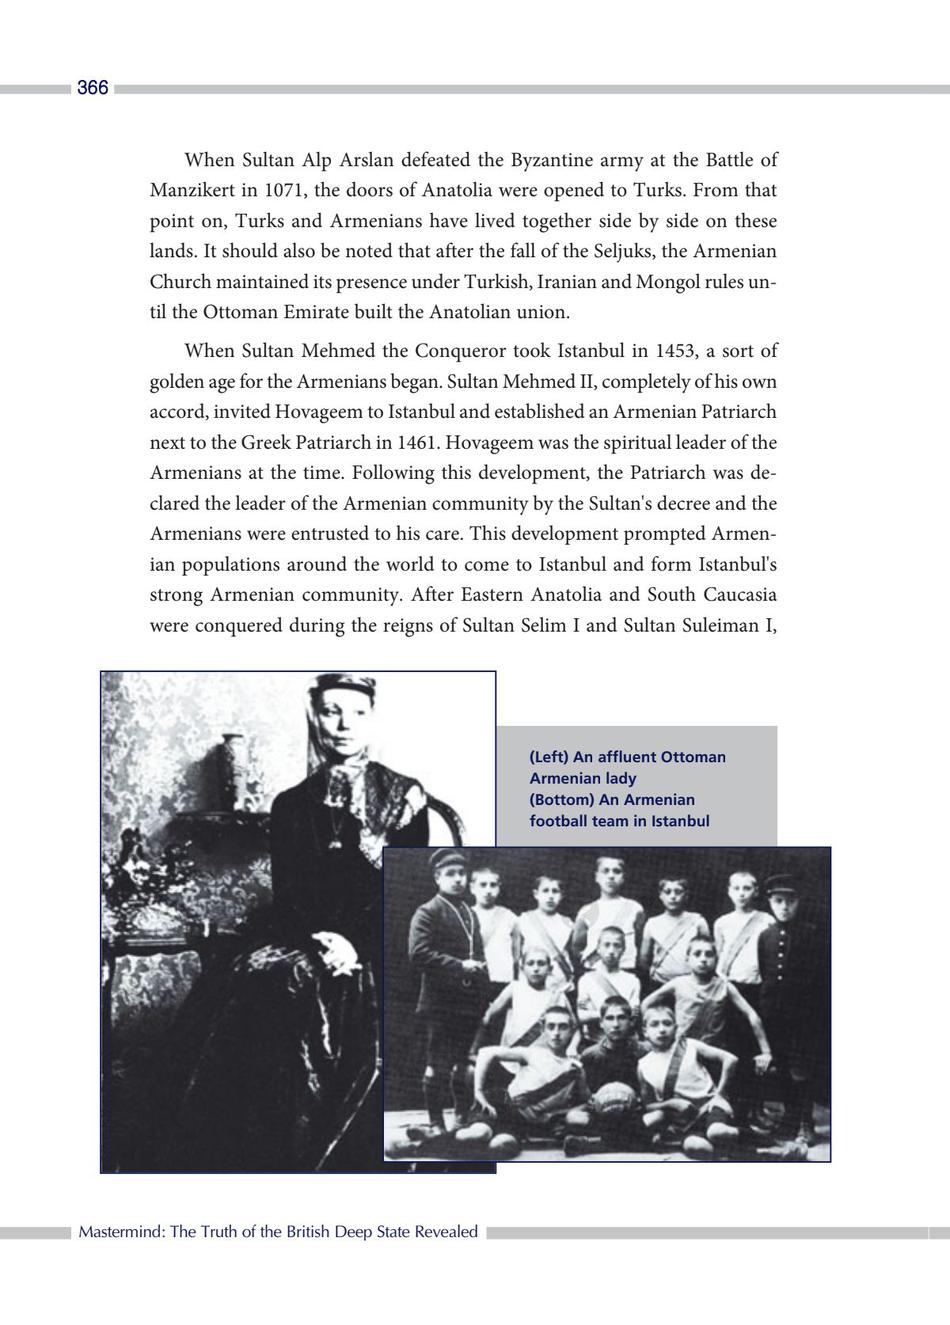 366
When Sultan Alp Arslan defeated the Byzantine army at the Battle of
Manzikert in 1071, the doors of Anatolia were opened to Turks. From that
point on, Turks and Armenians have lived together side by side on these
lands. It should also be noted that after the fall of the Seljuks, the Armenian
Church maintained its presence under Turkish, Iranian and Mongol rules un-
til the Ottoman Emirate built the Anatolian union.
When Sultan Mehmed the Conqueror took Istanbul in 1453, a sort of
golden age for the Armenians began. Sultan Mehmed II, completely of his own
accord, invited Hovageem to Istanbul and established an Armenian Patriarch
next to the Greek Patriarch in 1461. Hovageem was the spiritual leader of the
Armenians at the time. Following this development, the Patriarch was de-
clared the leader of the Armenian community by the Sultan's decree and the
Armenians were entrusted to his care. This development prompted Armen-
ian populations around the world to come to Istanbul and form Istanbul's
strong Armenian community. After Eastern Anatolia and South Caucasia
were conquered during the reigns of Sultan Selim I and Sultan Suleiman I,
(Left) An affluent Ottoman
Armenian lady
(Bottom) An Armenian
football team in Istanbul
Mastermind: The Truth of the British Deep State Revealed